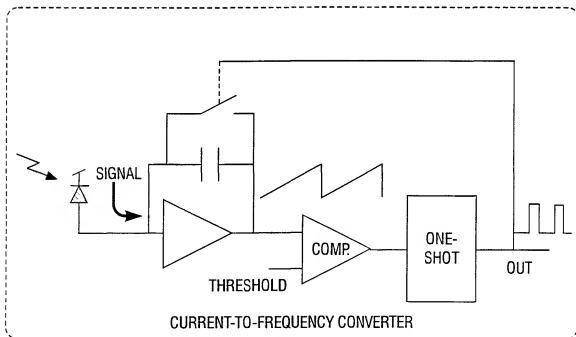 SIGNAL
COMP.
ONE-
SHOT
THRESHOLD
OUT
CURRENT-TO-FREQUENCY CONVERTER